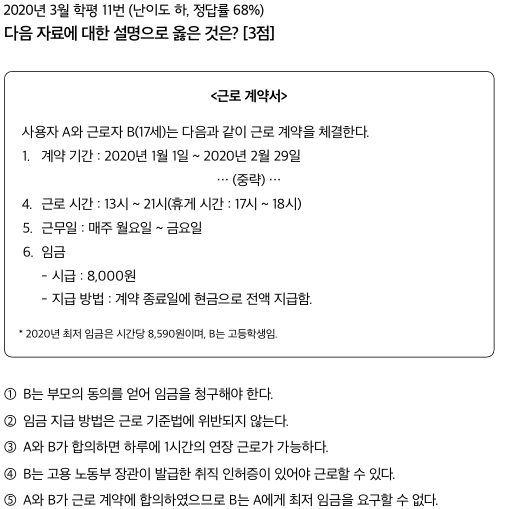 2020년 3월 학평 11번 (난이도 하, 정답률 68%)
다음 자료에 대한 설명으로 옳은 것은? [3점]
<근로 계약서>
사용자 A와 근로자 B(17세)는 다음과 같이 근로 계약을 체결한다.
1. 계약 기간 : 2020년 1월 1일 ~ 2020년 2월 29일
… (중략) …
4. 근로 시간 : 13시 ~ 21시(휴게 시간 : 17시 ~ 18시)
5. 근무일 : 매주 월요일 ~ 금요일
6. 임금
- 시급 : 8,000원
- 지급 방법 : 계약 종료일에 현금으로 전액 지급함.
* 2020년 최저 임금은 시간당 8,590원이며, B는 고등학생임.
① B는 부모의 동의를 얻어 임금을 청구해야 한다.
② 임금 지급 방법은 근로 기준법에 위반되지 않는다.
③ A와 B가 합의하면 하루에 1시간의 연장 근로가 가능하다.
④ B는 고용 노동부 장관이 발급한 취직 인허증이 있어야 근로할 수 있다.
⑤ A와 B가 근로 계약에 합의하였으므로 B는 A에게 최저 임금을 요구할 수 없다.